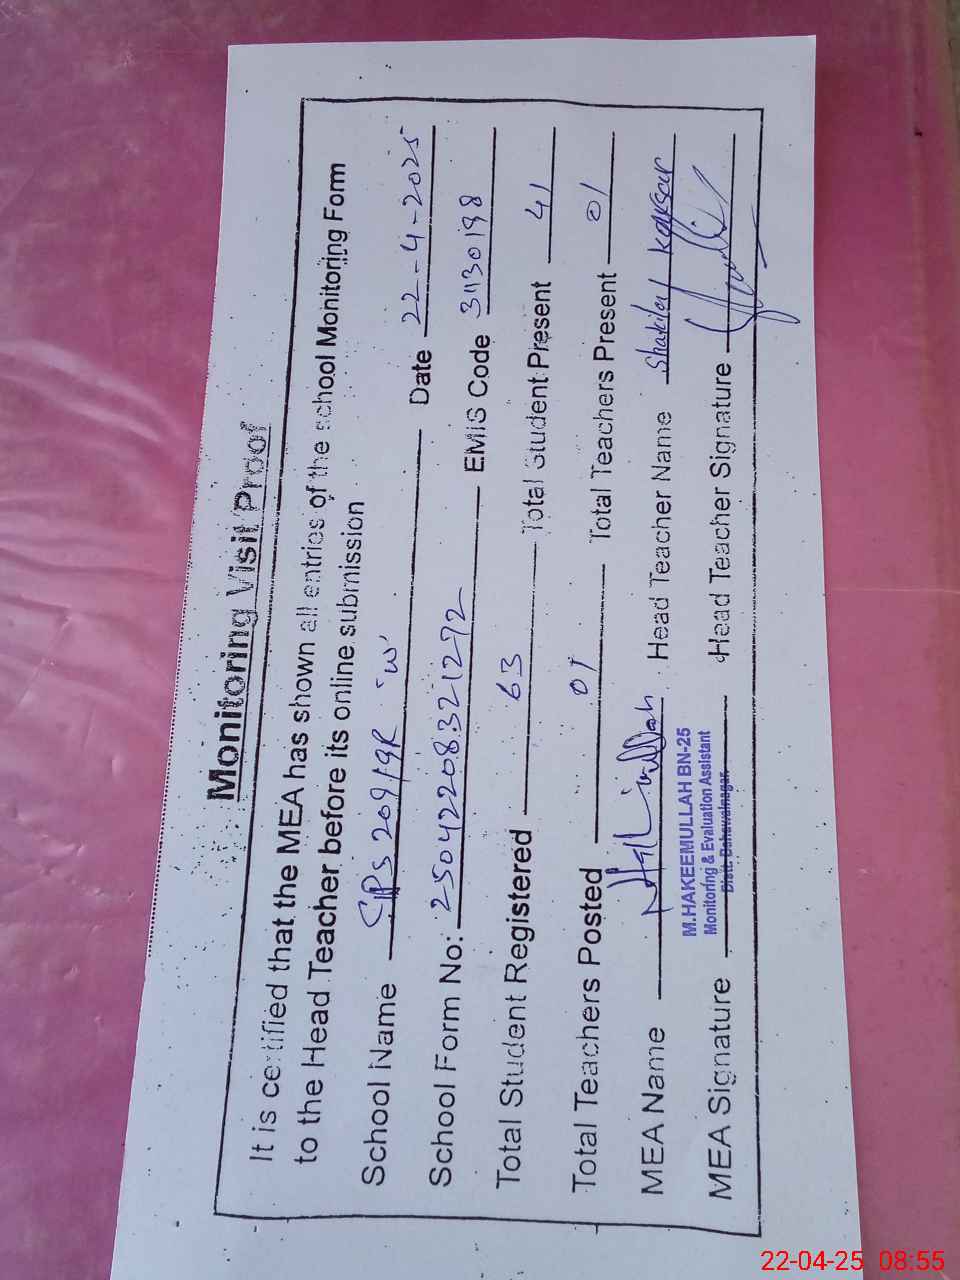 Monitoring Visit Proof
It is certified that the MEA has shown all entries of the school Monitoring Form
to the Head Teacher before its online submission
School Name GPS 209/9R 'W' Date 22-4-2025
School Form No: 25042208321272 EMIS Code 31130198
Total Student Registered 63 Total Student Present 41
Total Teachers Posted 01 Total Teachers Present 01
MEA Name Head Teacher Name Shakila Kausar
M.HAKEEMULLAH BN-25
Monitoring & Evaluation Assistant
Distt. Bahawalnagar.
MEA Signature Head Teacher Signature
22-04-25 08:55